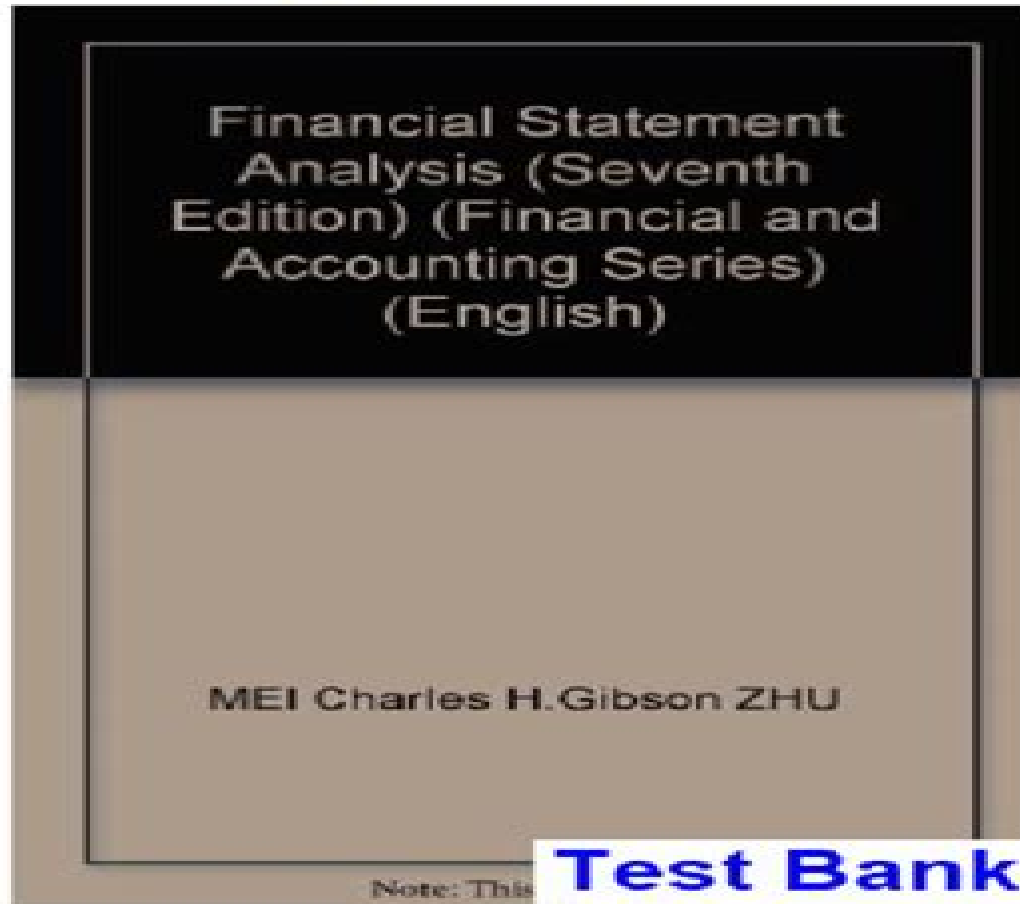 Financial Statement
Analysis (Seventh
Edition) (Financial and
Accounting Series)
(English)
MEI Charles H.Gibson ZHU
Note: This
Test Bank